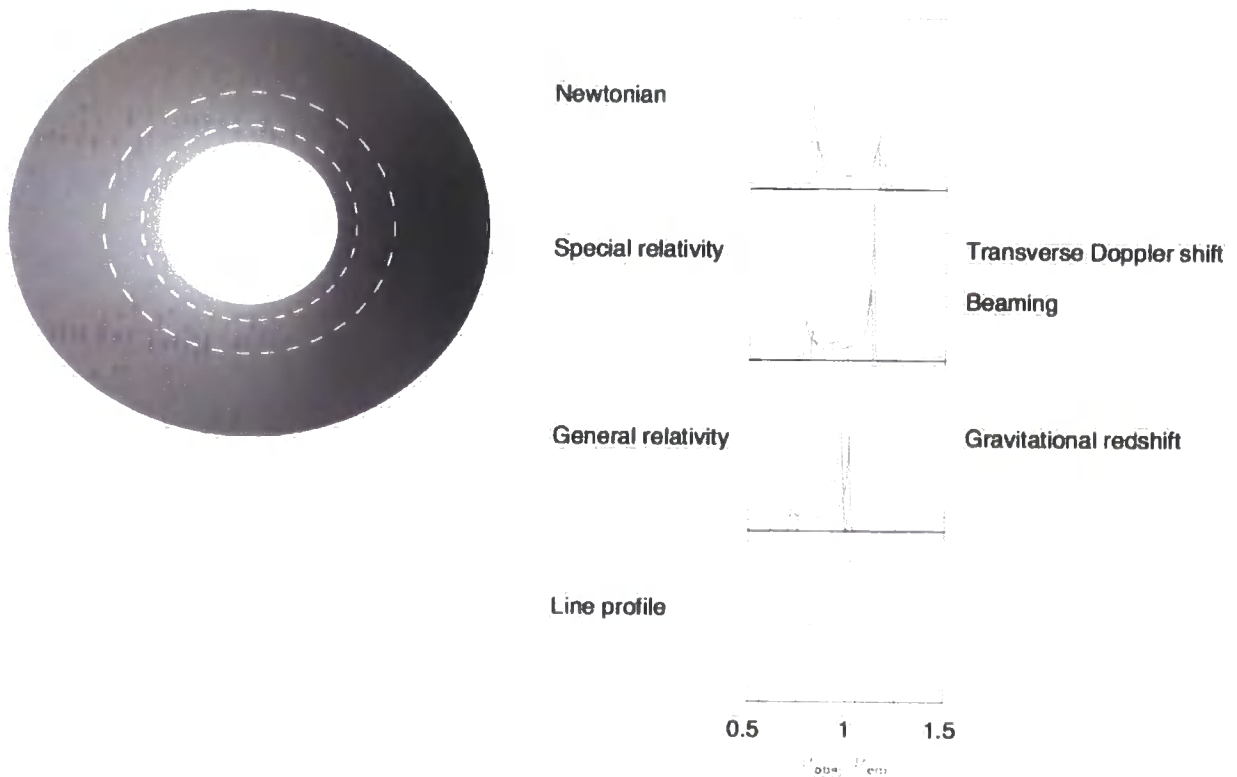 Newtonian
Special relativity
Transverse Doppler shift
Beaming
General relativity
Gravitational redshift
Line profile
0.5 1 1.5